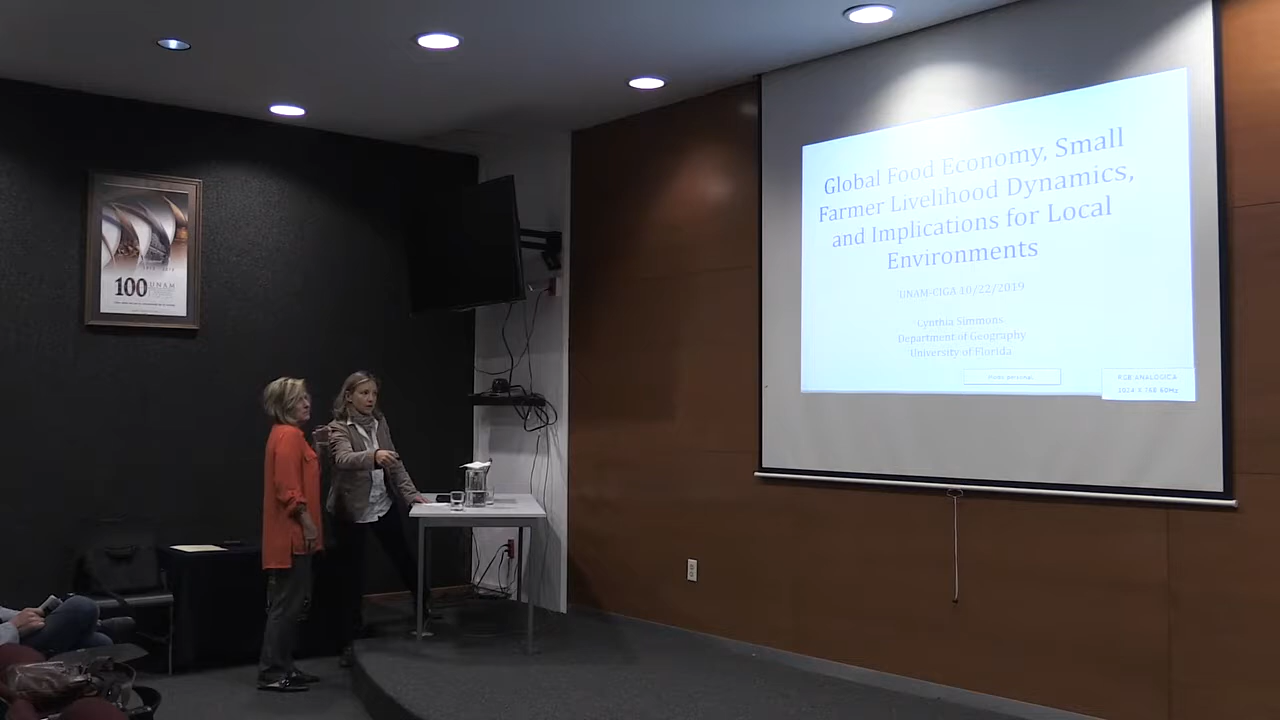 100 UNAM
Global Food Economy, Small
Farmer Livelihood Dynamics,
and Implications for Local
Environments
UNAM-CIGA 10/22/2019
Cynthia Simmons
Department of Geography
University of Florida
RGB ANALOGICA
1024 X 768 60Hz